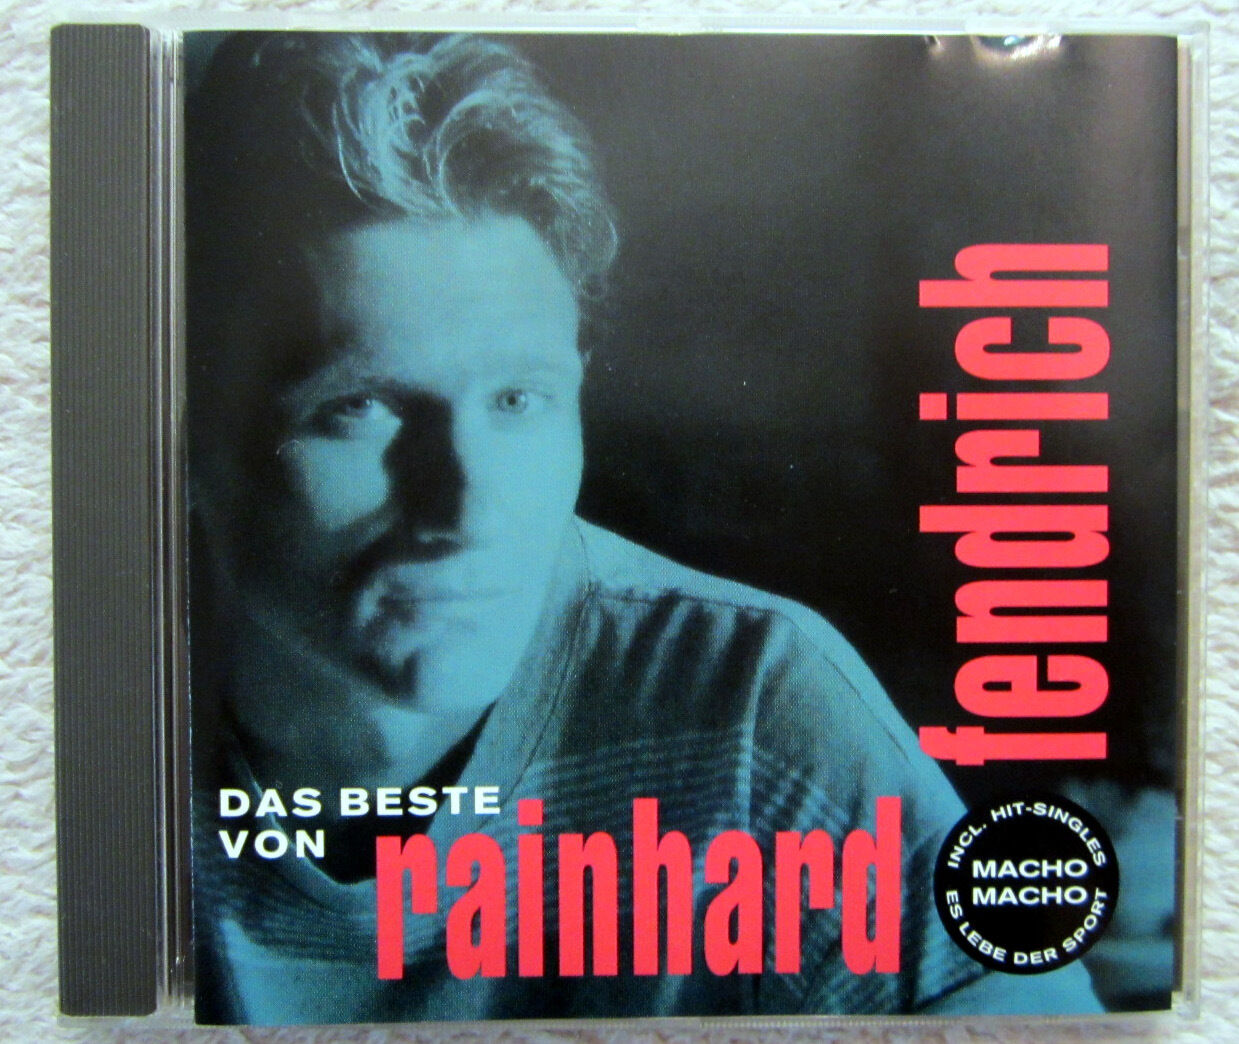 DAS BESTE
VON
rainhard
fendrich
INCL. HIT-SINGLES
MACHO
MACHO
ES LEBE DER SPORT